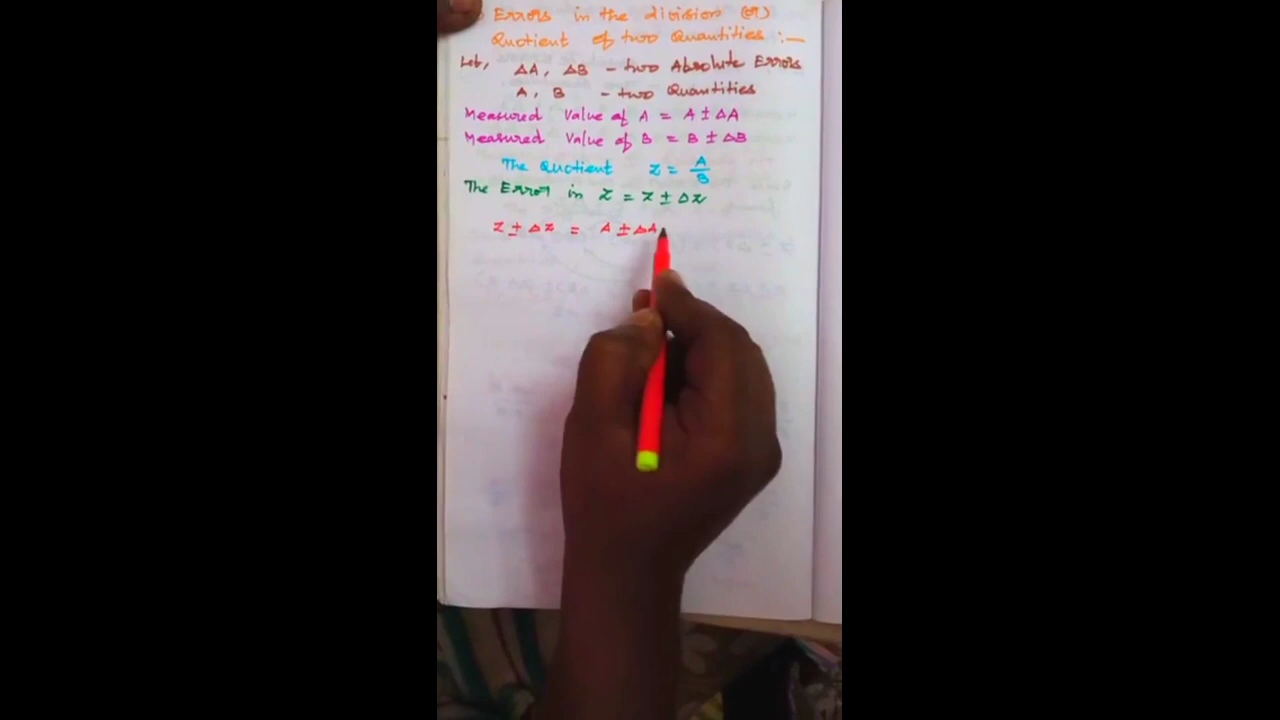 Errors in the division (or)
Quotient of two Quantities :-
Let, ΔA, ΔB - two Absolute Errors
A, B - two Quantities
Measured Value of A = A ± ΔA
Measured Value of B = B ± ΔB
The Quotient Z = A/B
The Error in Z = Z ± ΔZ
Z ± ΔZ = A ± ΔA